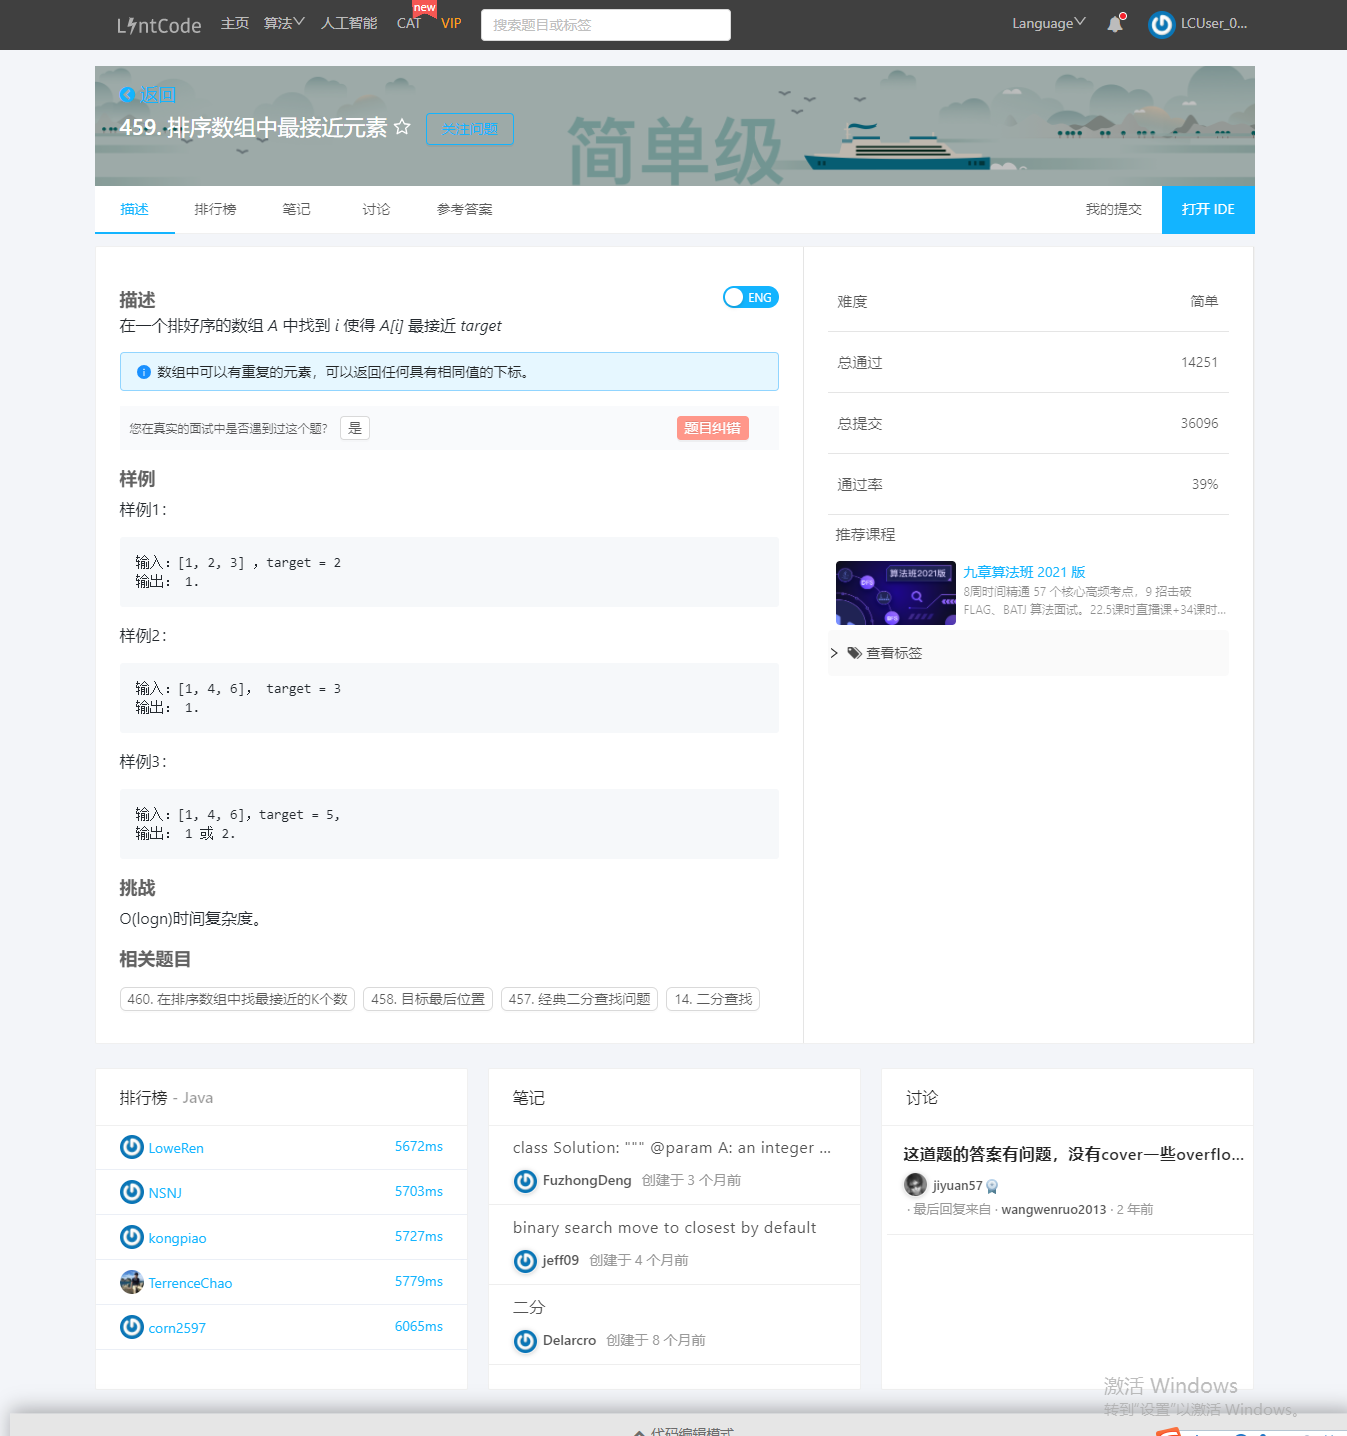 LintCode 主页 算法 人工智能 CAT new VIP 搜索题目或标签 Language LCUser_0...
返回
459. 排序数组中最接近元素 关注问题
简单级
描述 排行榜 笔记 讨论 参考答案 我的提交 打开 IDE
描述 ENG
在一个排好序的数组 A 中找到 i 使得 A[i] 最接近 target
数组中可以有重复的元素，可以返回任何具有相同值的下标。
您在真实的面试中是否遇到过这个题？ 是 题目纠错
样例
样例1：
输入：[1, 2, 3] ，target = 2
输出： 1.
样例2：
输入：[1, 4, 6]， target = 3
输出： 1.
样例3：
输入：[1, 4, 6]，target = 5,
输出： 1 或 2.
挑战
O(logn)时间复杂度。
相关题目
460. 在排序数组中找最接近的K个数 458. 目标最后位置 457. 经典二分查找问题 14. 二分查找
难度 简单
总通过 14251
总提交 36096
通过率 39%
推荐课程
算法班2021版
九章算法班 2021 版
8周时间精通 57 个核心高频考点，9 招击破
FLAG、BATJ 算法面试。22.5课时直播课+34课时...
查看标签
排行榜 - Java
LoweRen 5672ms
NSNJ 5703ms
kongpiao 5727ms
TerrenceChao 5779ms
corn2597 6065ms
笔记
class Solution: """ @param A: an integer ...
FuzhongDeng 创建于 3 个月前
binary search move to closest by default
jeff09 创建于 4 个月前
二分
Delarcro 创建于 8 个月前
讨论
这道题的答案有问题，没有cover一些overflo...
jiyuan57
· 最后回复来自 · wangwenruo2013 · 2 年前
激活 Windows
转到“设置”以激活 Windows。
代码编辑模式